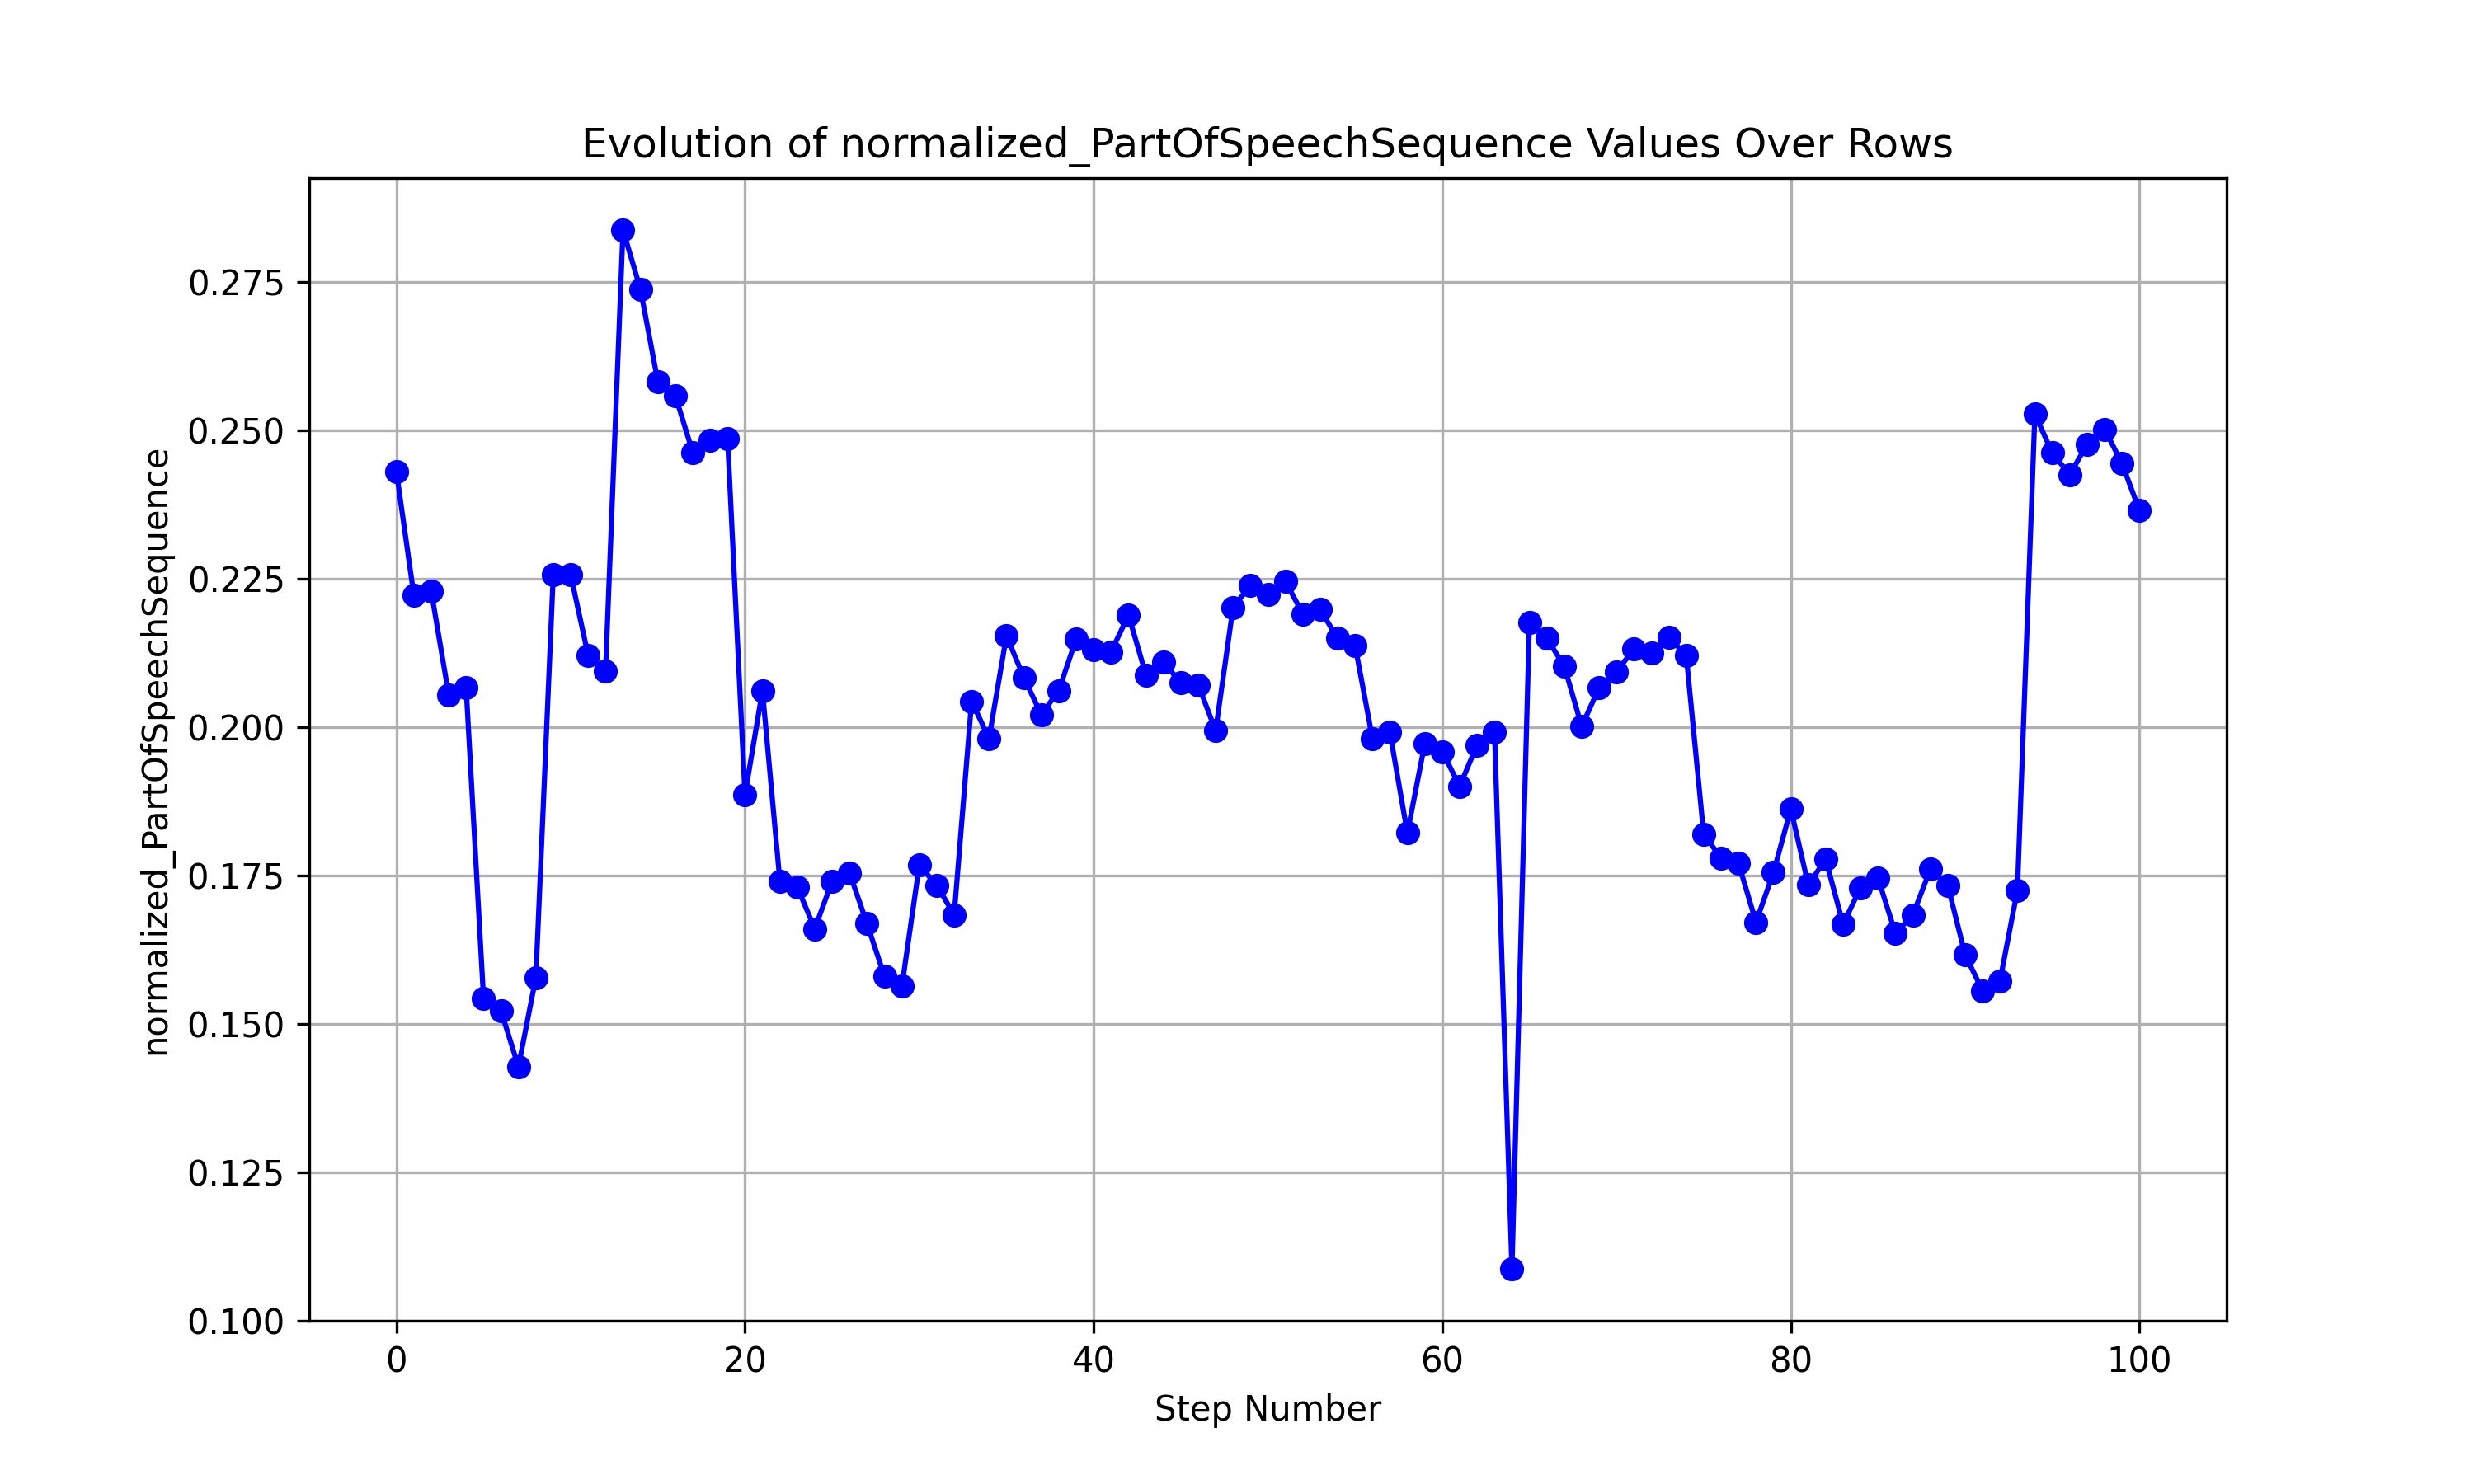 Evolution of normalized_PartOfSpeechSequence Values Over Rows
normalized_PartOfSpeechSequence
0.275
0.250
0.225
0.200
0.175
0.150
0.125
0.100
0 20 40 60 80 100
Step Number